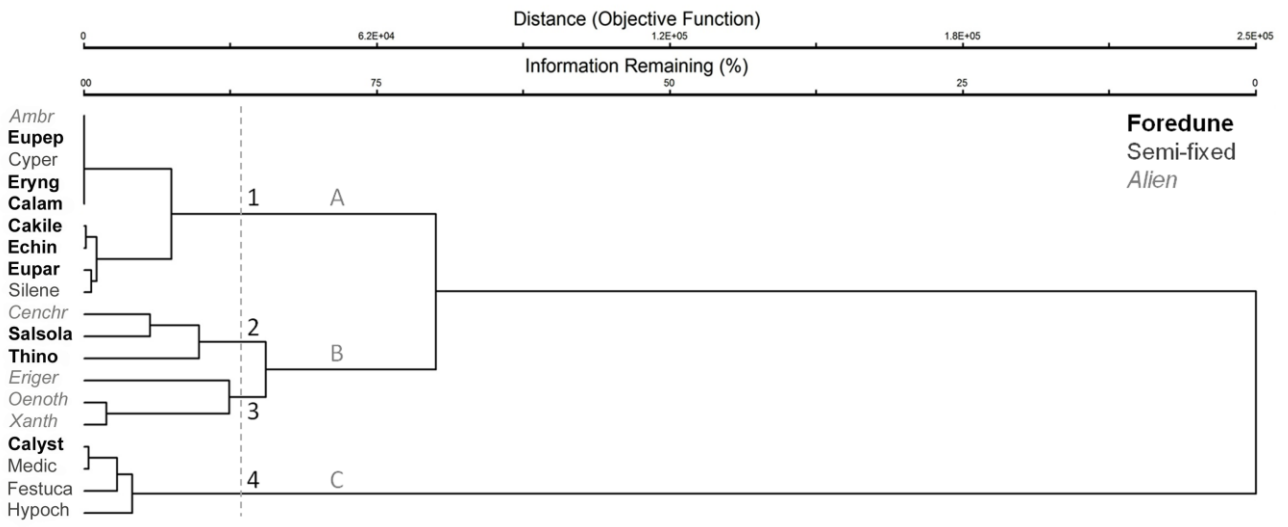 Distance (Objective Function)
0 6.2E+04 1.2E+05 1.8E+05 2.5E+05
Information Remaining (%)
00 75 50 25 0
Ambr
Eupep
Cyper
Eryng
Calam
Cakile
Echin
Eupar
Silene
Cenchr
Salsola
Thino
Eriger
Oenoth
Xanth
Calyst
Medic
Festuca
Hypoch
1 A
2
B
3
4 C
Foredune
Semi-fixed
Alien